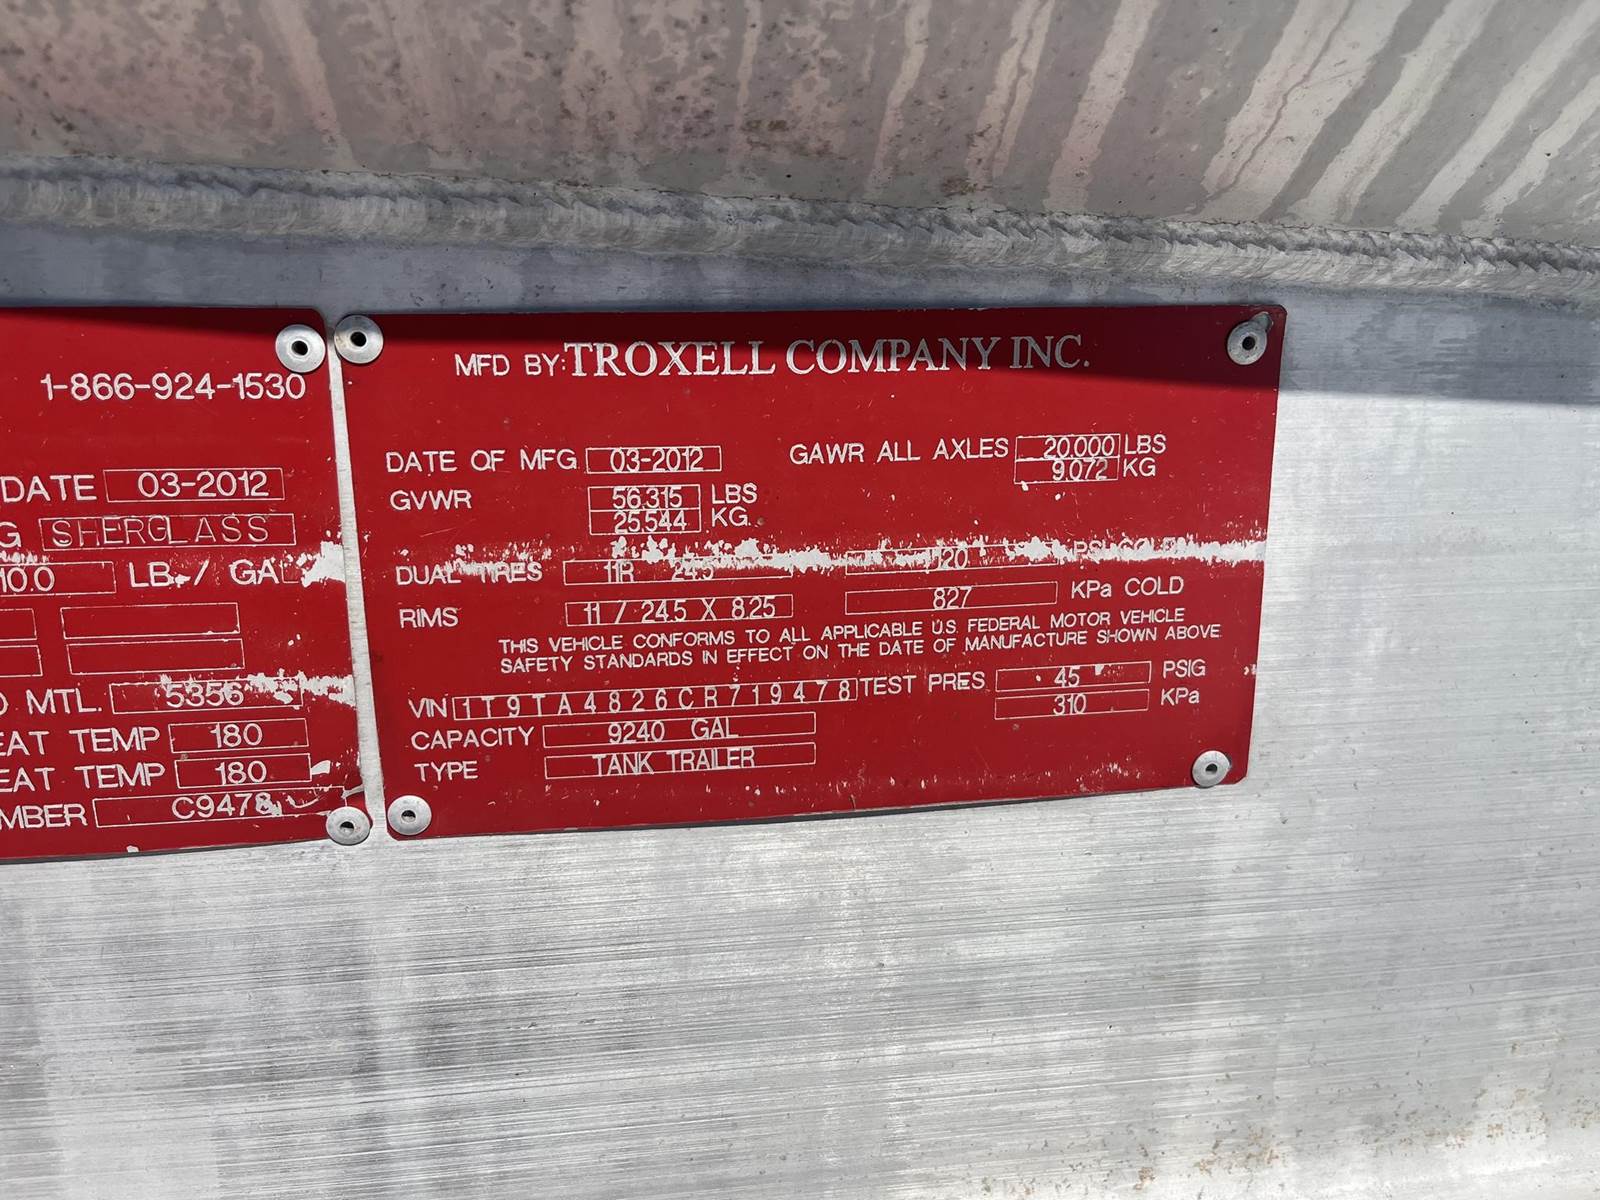 1-866-924-1530
DATE 03-2012
G SHERGLASS
10.0 LB. / GAL
MTL. 5356
EAT TEMP 180
EAT TEMP 180
MBER C9478
MFD BY: TROXELL COMPANY INC.
DATE OF MFG. 03-2012
GAWR ALL AXLES 20.000 LBS
9.072 KG
GVWR 56.315 LBS
25.544 KG.
DUAL TIRES 11R 24.5 120 PSI COLD
RIMS 11 / 24.5 X 8.25 827 KPa COLD
THIS VEHICLE CONFORMS TO ALL APPLICABLE U.S. FEDERAL MOTOR VEHICLE
SAFETY STANDARDS IN EFFECT ON THE DATE OF MANUFACTURE SHOWN ABOVE.
VIN 1T9TA4826CR719478 TEST PRES 45 PSIG
310 KPa
CAPACITY 9240 GAL
TYPE TANK TRAILER